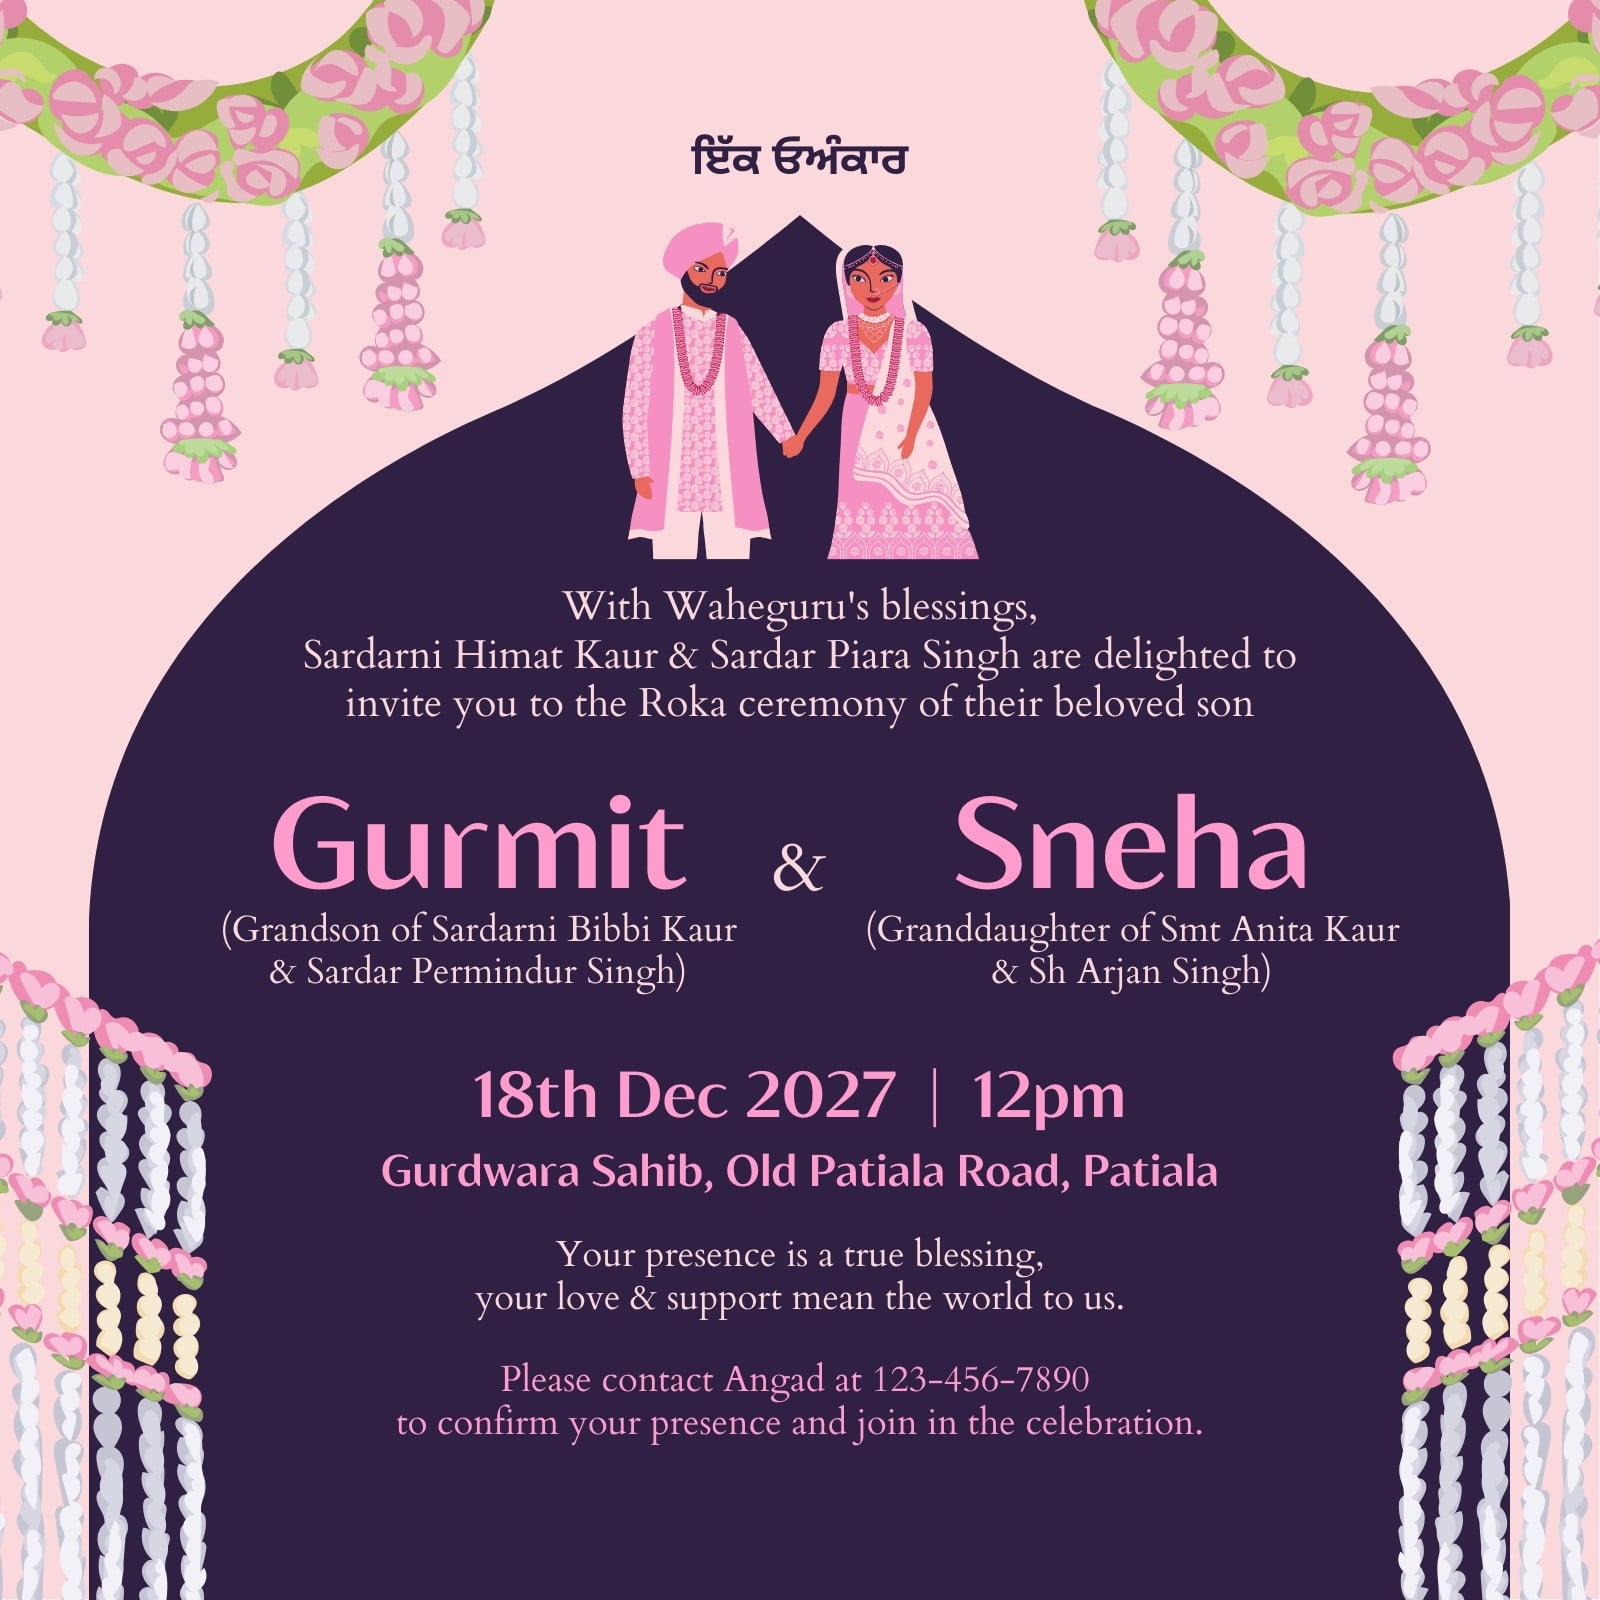 ਇੱਕ ਓਅੰਕਾਰ
With Waheguru's blessings,
Sardarni Himat Kaur & Sardar Piara Singh are delighted to
invite you to the Roka ceremony of their beloved son
Gurmit & Sneha
(Grandson of Sardarni Bibbi Kaur
& Sardar Permindur Singh)
(Granddaughter of Smt Anita Kaur
& Sh Arjan Singh)
18th Dec 2027 | 12pm
Gurdwara Sahib, Old Patiala Road, Patiala
Your presence is a true blessing,
your love & support mean the world to us.
Please contact Angad at 123-456-7890
to confirm your presence and join in the celebration.